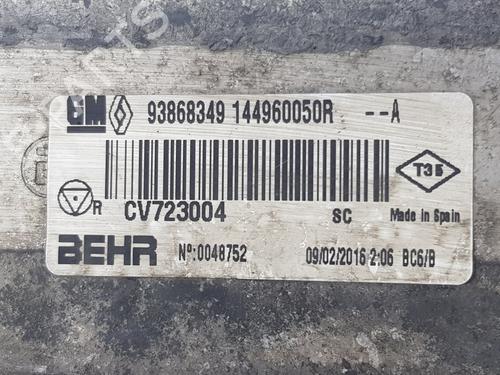 GM 93868349 144960050R --A
T35
R CV723004 SC Made in Spain
BEHR Nº:0048752 09/02/2016 2:06 BC6/B